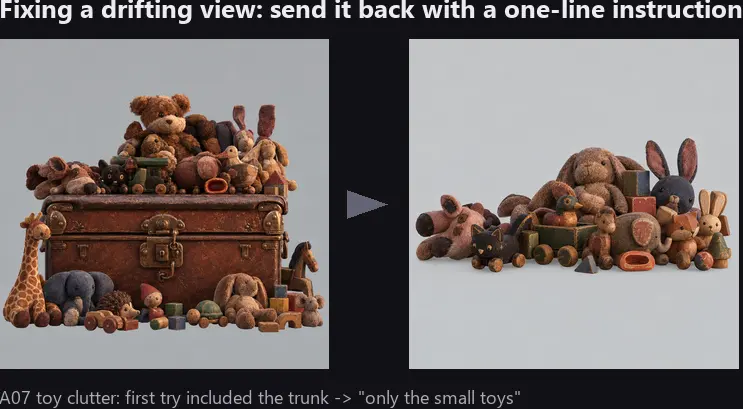 Fixing a drifting view: send it back with a one-line instruction
A07 toy clutter: first try included the trunk -> "only the small toys"